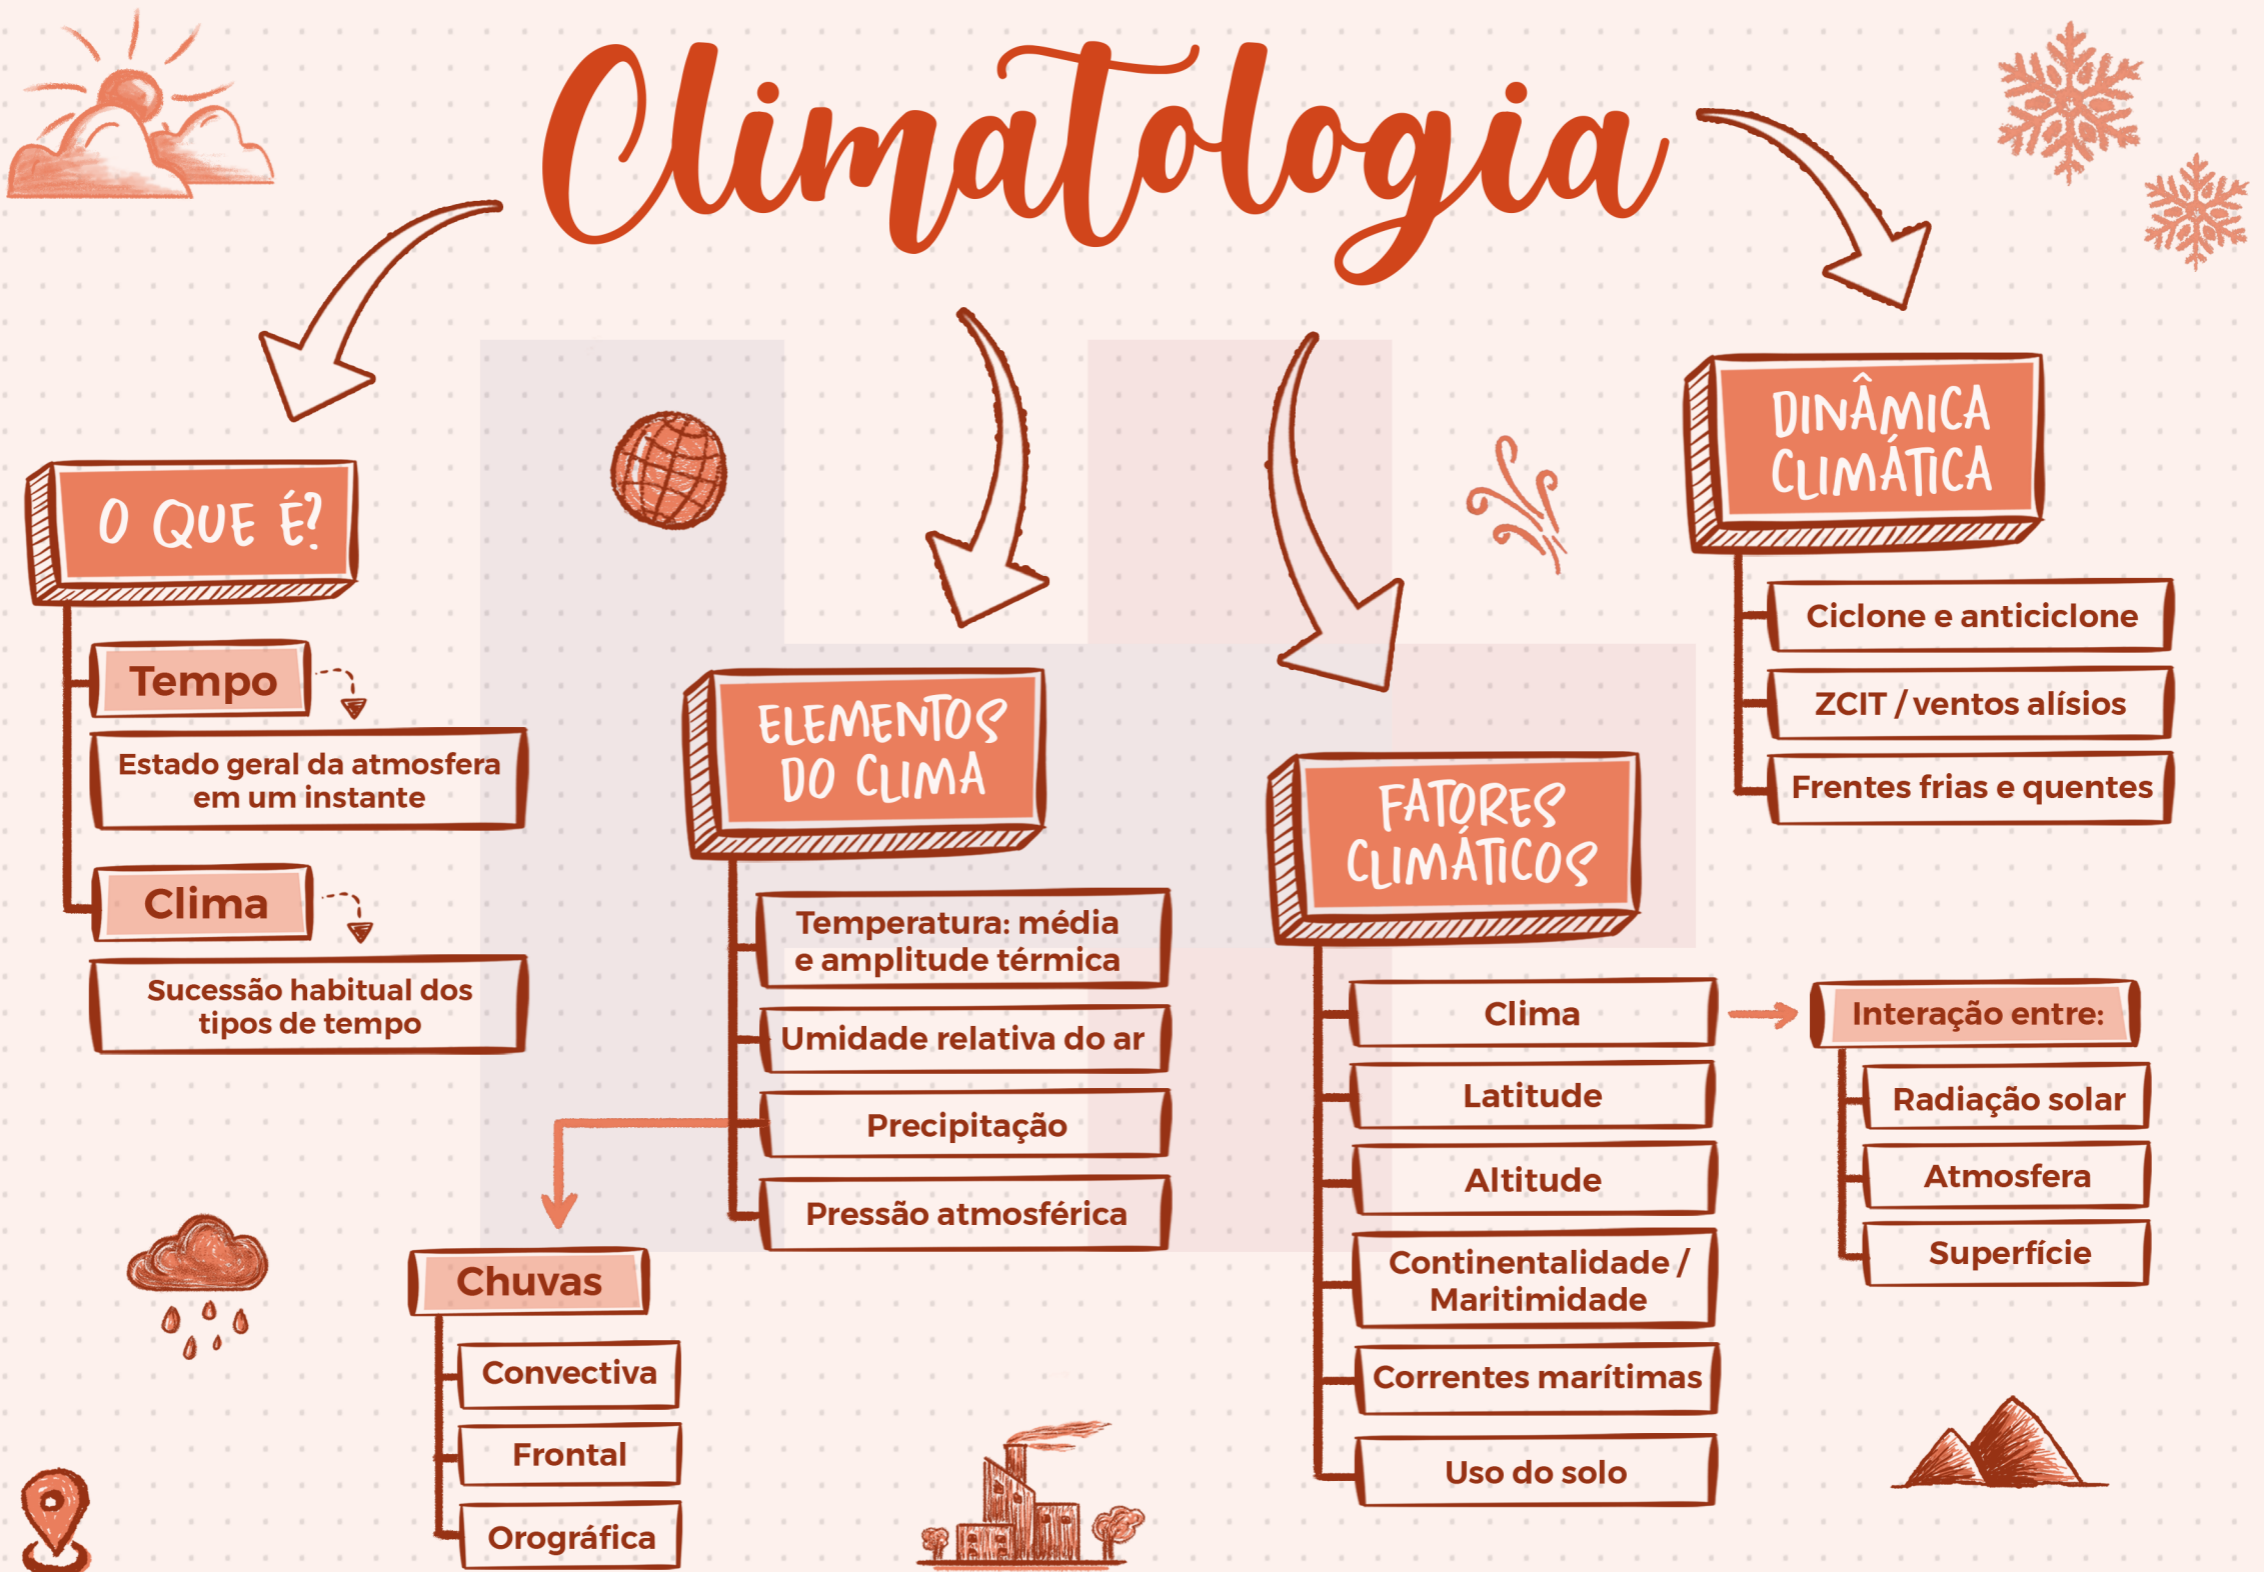 Climatologia
O QUE É?
Tempo
Estado geral da atmosfera
em um instante
Clima
Sucessão habitual dos
tipos de tempo
ELEMENTOS
DO CLIMA
Temperatura: média
e amplitude térmica
Umidade relativa do ar
Precipitação
Pressão atmosférica
Chuvas
Convectiva
Frontal
Orográfica
FATORES
CLIMÁTICOS
Clima
Latitude
Altitude
Continentalidade /
Maritimidade
Correntes marítimas
Uso do solo
Interação entre:
Radiação solar
Atmosfera
Superfície
DINÂMICA
CLIMÁTICA
Ciclone e anticiclone
ZCIT / ventos alísios
Frentes frias e quentes